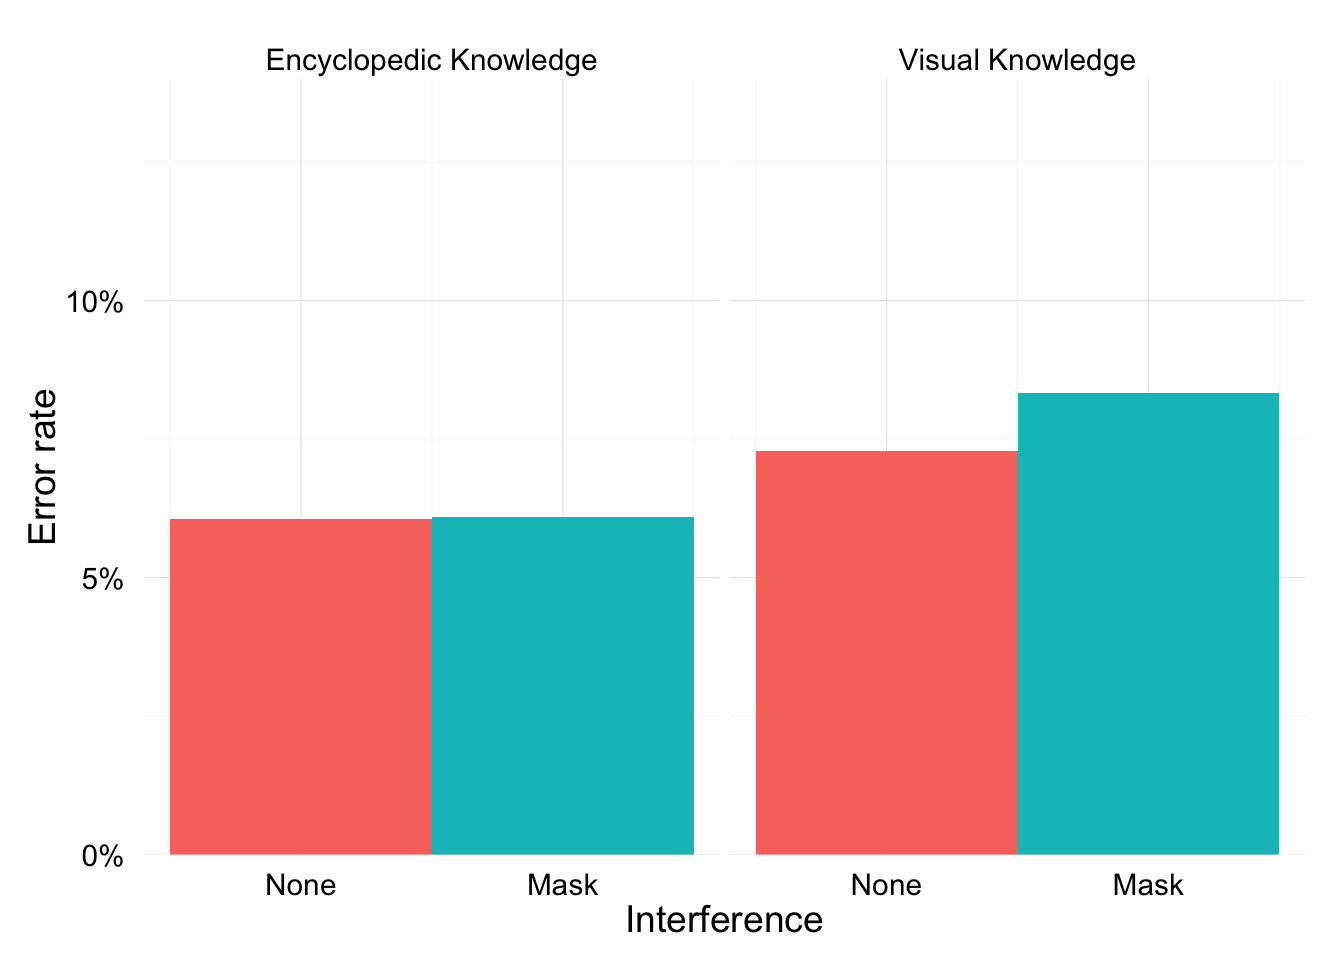 Encyclopedic Knowledge
Visual Knowledge
Error rate
10%
5%
0%
None
Mask
None
Mask
Interference